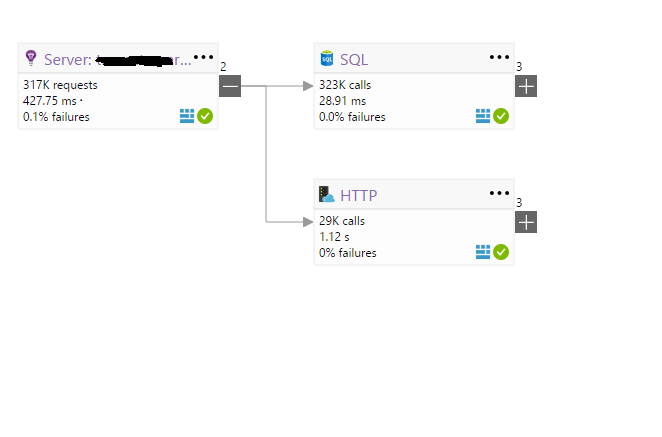 Server: r...
2
317K requests
427.75 ms
0.1% failures
SQL
3
323K calls
28.91 ms
0.0% failures
HTTP
3
29K calls
1.12 s
0% failures